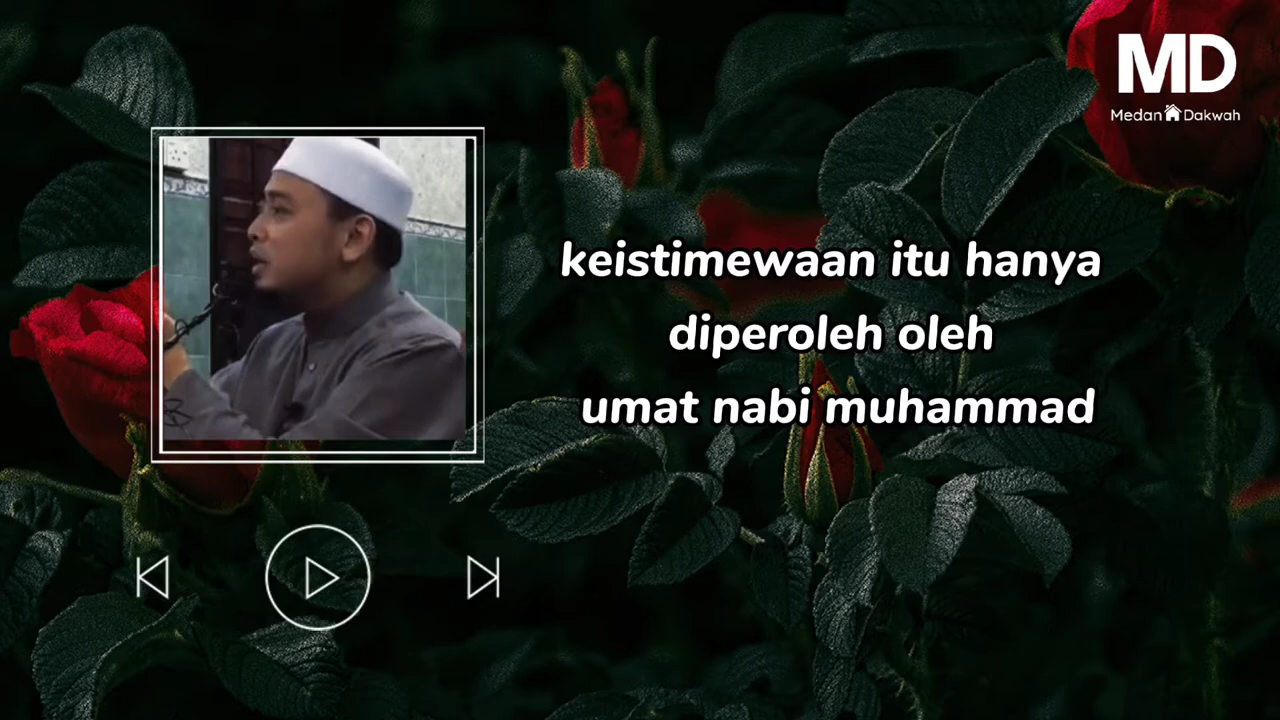 MD
Medan Dakwah
keistimewaan itu hanya
diperoleh oleh
umat nabi muhammad